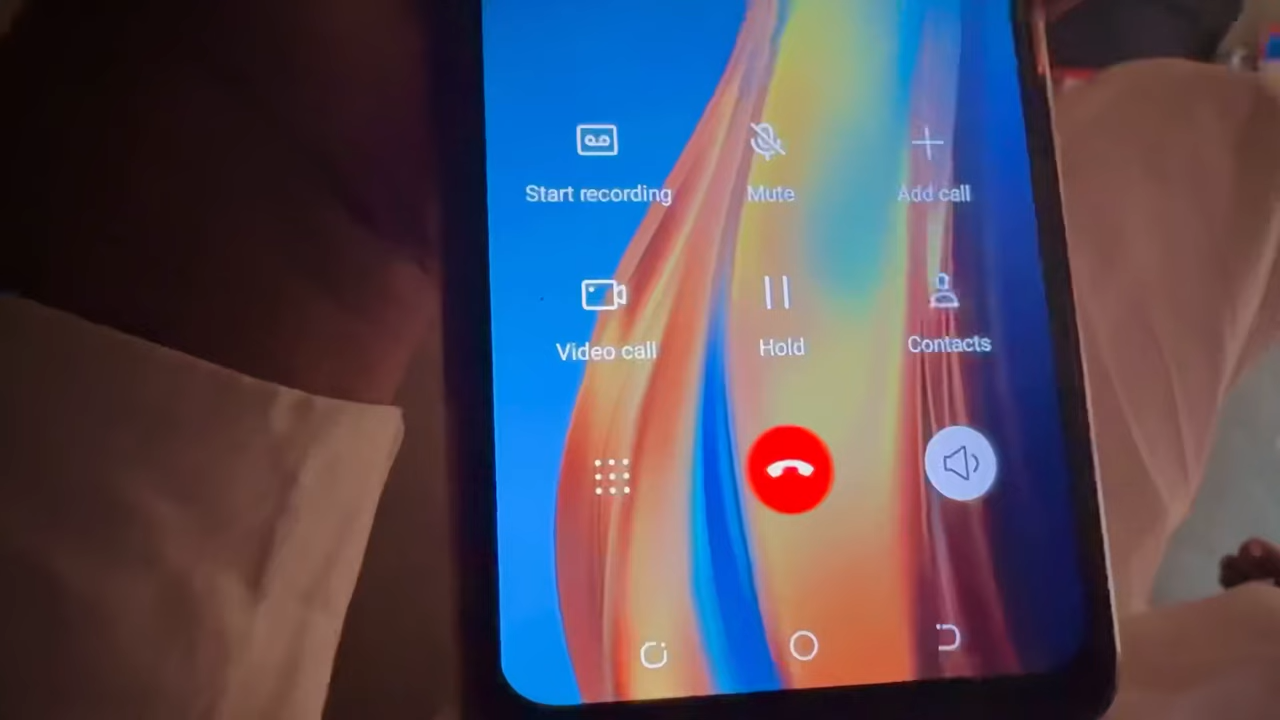 Start recording
Mute
Add call
Video call
Hold
Contacts